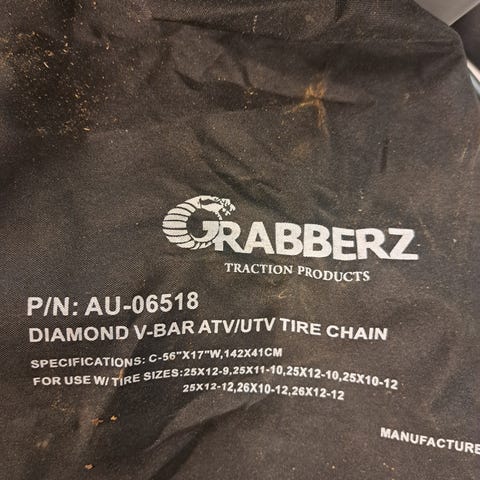 GRABBERZ
TRACTION PRODUCTS
P/N: AU-06518
DIAMOND V-BAR ATV/UTV TIRE CHAIN
SPECIFICATIONS: C-56"X17"W,142X41CM
FOR USE W/ TIRE SIZES:25X12-9,25X11-10,25X12-10,25X10-12
25X12-12,26X10-12,26X12-12
MANUFACTURE